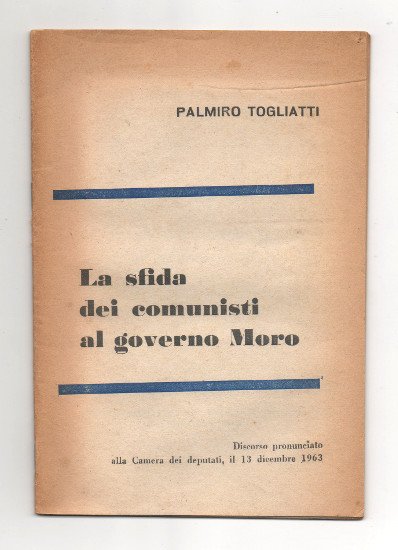 PALMIRO TOGLIATTI
La sfida
dei comunisti
al governo Moro
Discorso pronunciato
alla Camera dei deputati, il 13 dicembre 1963